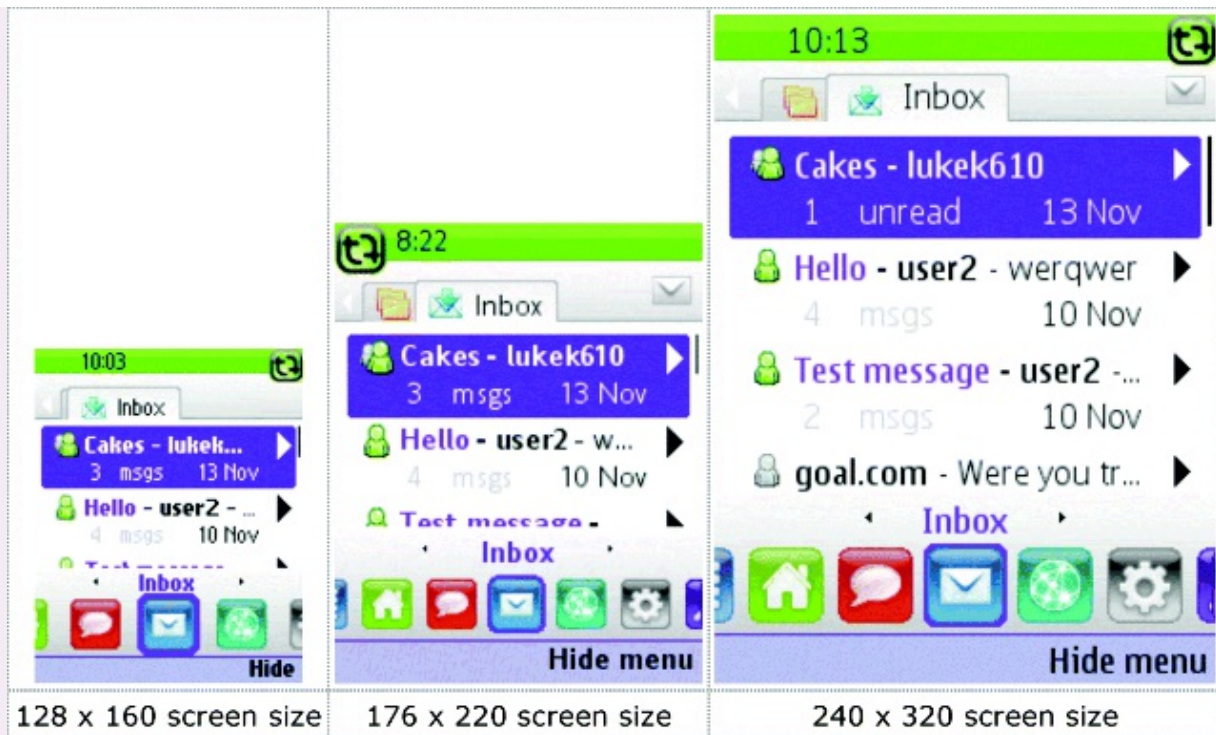 10:03
Inbox
Cakes - lukek...
3 msgs 13 Nov
Hello - user2 - ...
4 msgs 10 Nov
Inbox
Hide
128 x 160 screen size
8:22
Inbox
Cakes - lukek610
3 msgs 13 Nov
Hello - user2 - w...
4 msgs 10 Nov
Test message -
Inbox
Hide menu
176 x 220 screen size
10:13
Inbox
Cakes - lukek610
1 unread 13 Nov
Hello - user2 - werqwer
4 msgs 10 Nov
Test message - user2 -...
2 msgs 10 Nov
goal.com - Were you tr...
Inbox
Hide menu
240 x 320 screen size